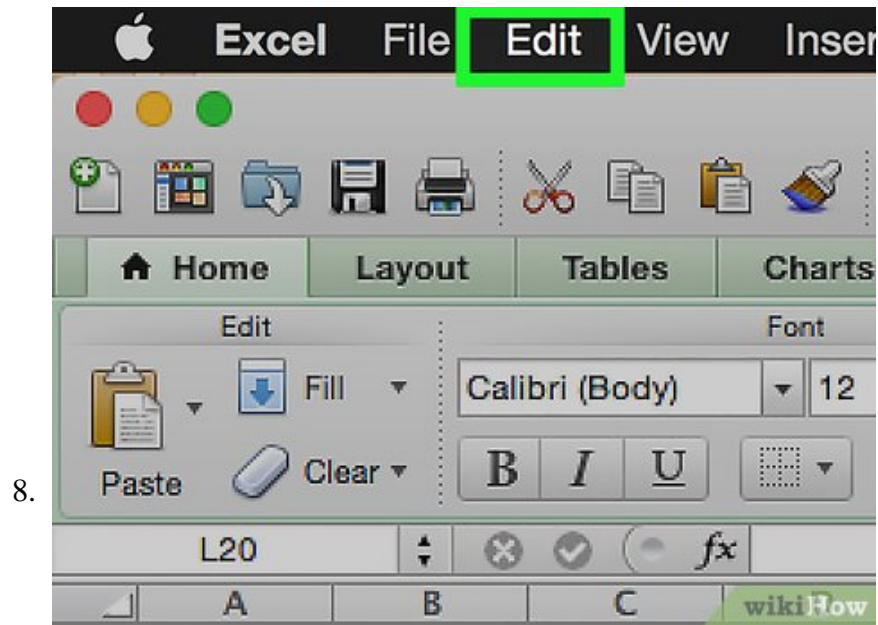 Excel File Edit View Inser
Home Layout Tables Charts
Edit Font
Fill Calibri (Body) 12
Paste Clear B I U
8.
L20 fx
A B C
wikiHow